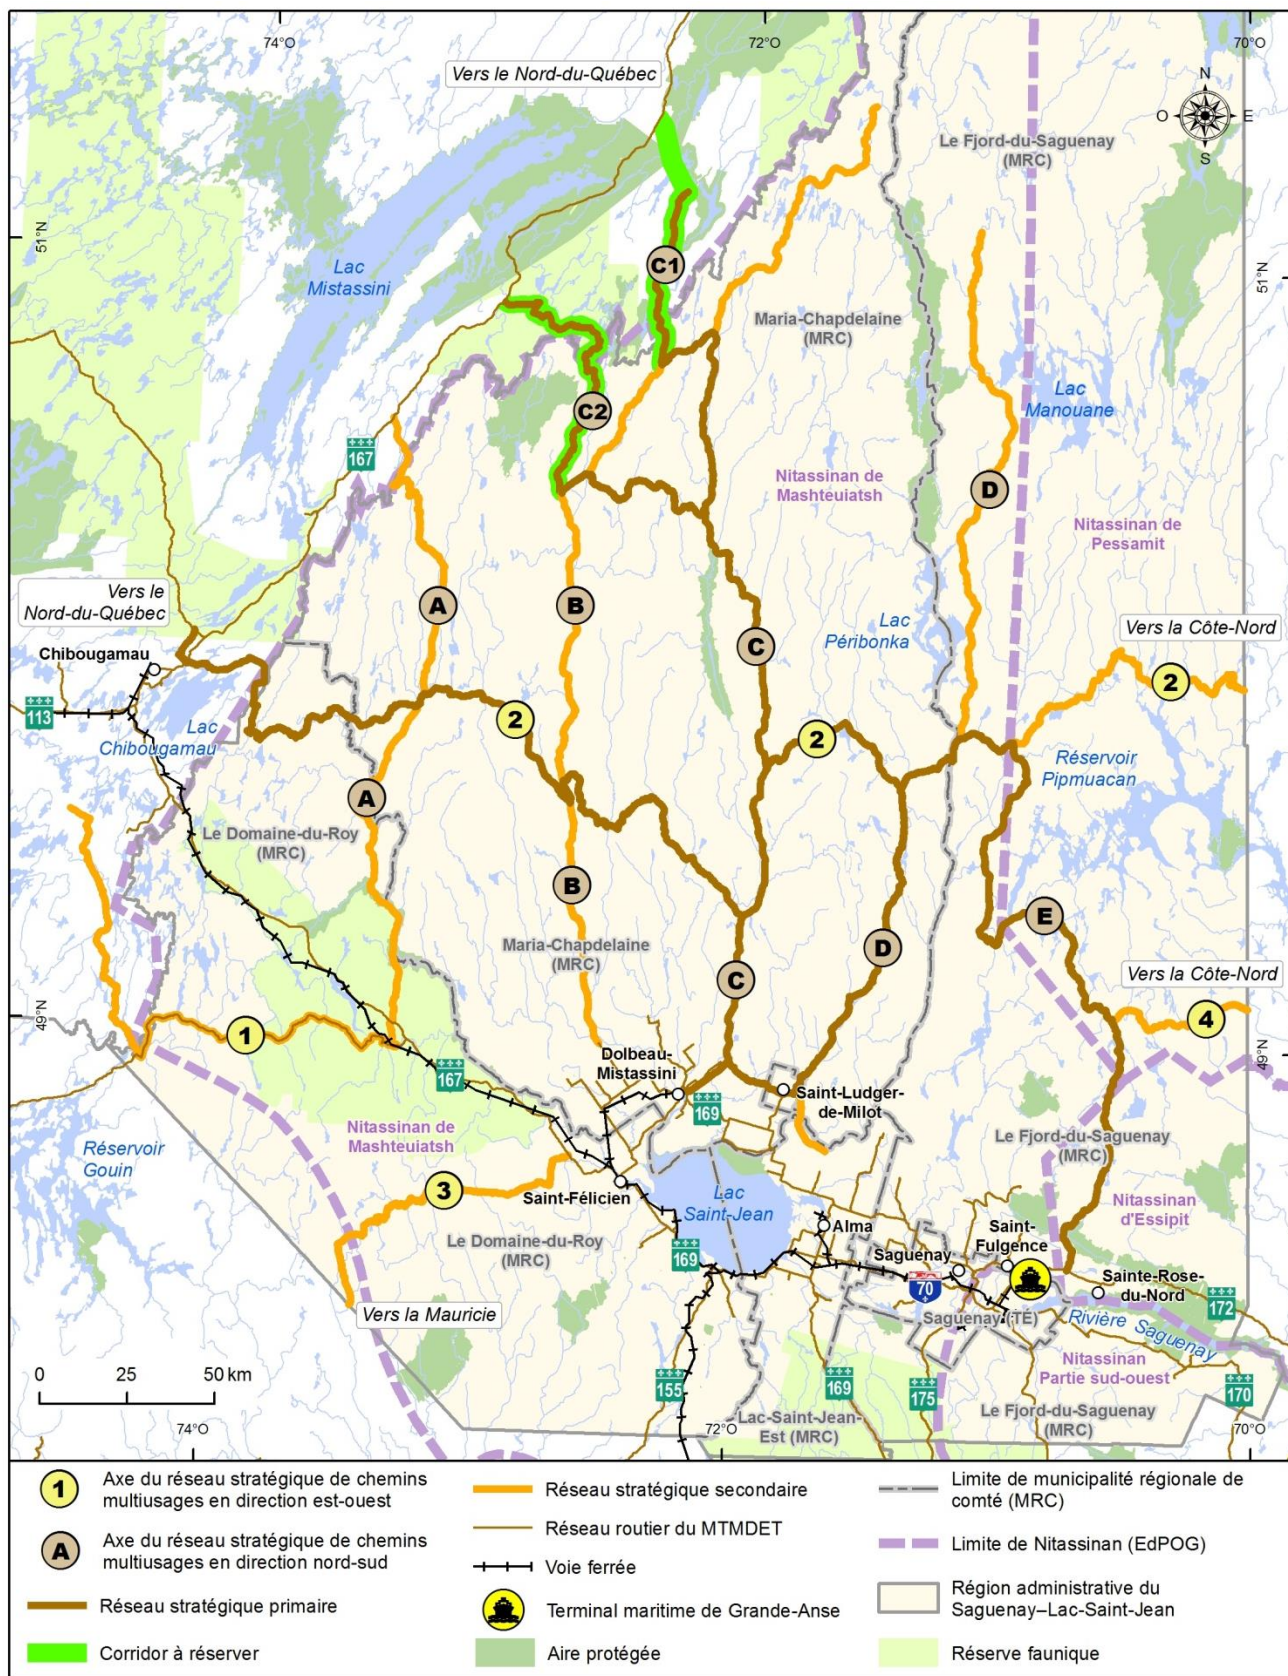 74°O
72°O
70°O
Vers le Nord-du-Québec
N
O
E
S
Le Fjord-du-Saguenay
(MRC)
51°N
51°N
Lac
Mistassini
C1
Maria-Chapdelaine
(MRC)
Lac
Manouane
C2
167
Nitassinan de
Mashteuiatsh
D
Nitassinan de
Pessamit
Vers le
Nord-du-Québec
A
B
Lac
Péribonka
C
Vers la Côte-Nord
2
Chibougamau
113
Lac
Chibougamau
2
2
Réservoir
Pipmuacan
A
Le Domaine-du-Roy
(MRC)
B
E
Maria-Chapdelaine
(MRC)
D
C
Vers la Côte-Nord
4
49°N
49°N
1
167
Dolbeau-
Mistassini
169
Saint-Ludger-
de-Milot
Nitassinan de
Mashteuiatsh
Réservoir
Gouin
Le Fjord-du-Saguenay
(MRC)
3
Saint-Félicien
Lac
Saint-Jean
Nitassinan
d'Essipit
Le Domaine-du-Roy
(MRC)
169
Alma
Saguenay
Saint-
Fulgence
70
Sainte-Rose-
du-Nord
172
Vers la Mauricie
Saguenay (TÉ)
Rivière Saguenay
0 25 50 km
155
169
175
Nitassinan
Partie sud-ouest
170
Lac-Saint-Jean-
Est (MRC)
Le Fjord-du-Saguenay
(MRC)
74°O
72°O
70°O
1
Axe du réseau stratégique de chemins
multiusages en direction est-ouest
A
Axe du réseau stratégique de chemins
multiusages en direction nord-sud
Réseau stratégique primaire
Corridor à réserver
Réseau stratégique secondaire
Réseau routier du MTMDET
Voie ferrée
Terminal maritime de Grande-Anse
Aire protégée
Limite de municipalité régionale de
comté (MRC)
Limite de Nitassinan (EdPOG)
Région administrative du
Saguenay–Lac-Saint-Jean
Réserve faunique